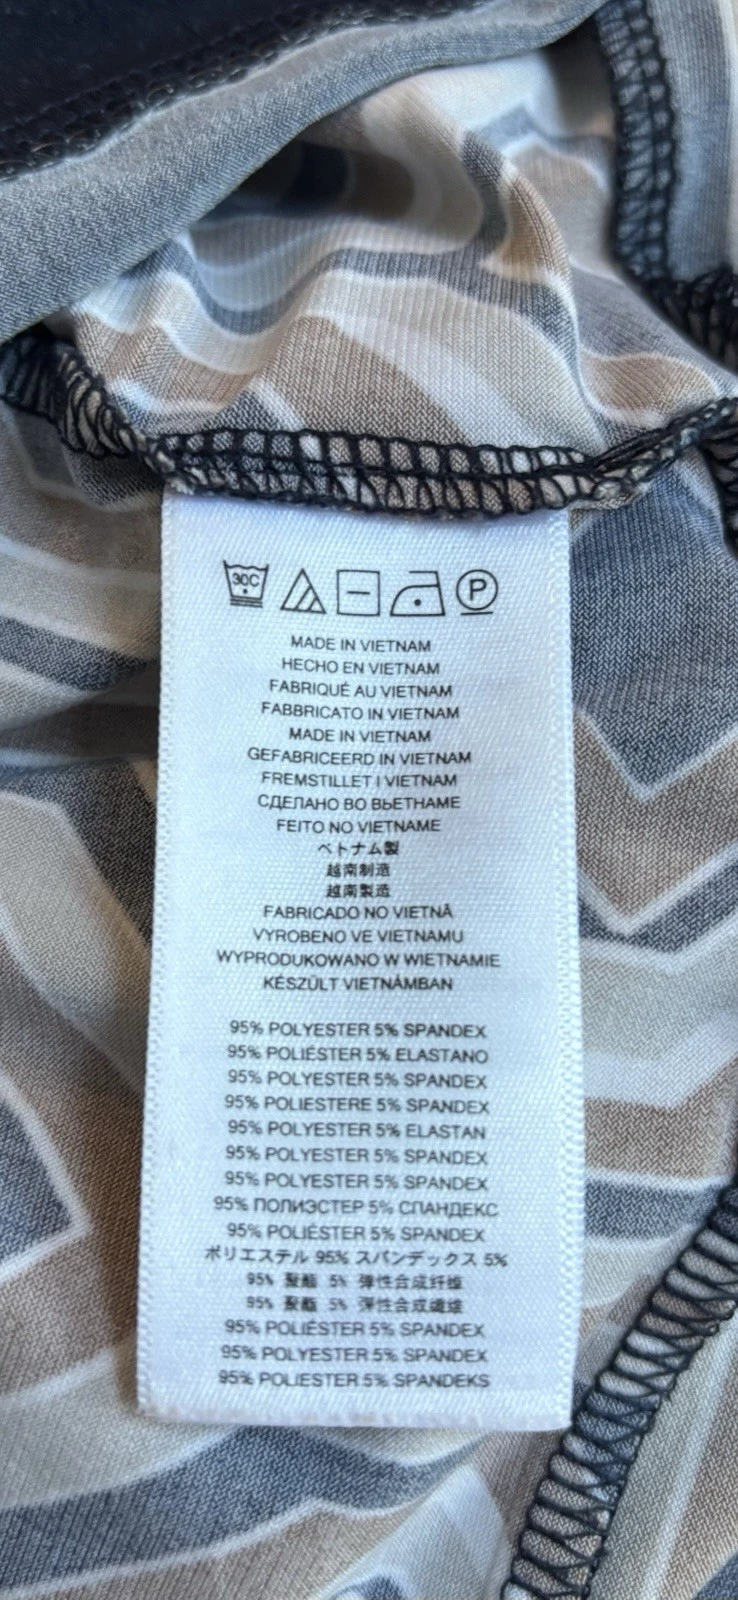 30C
P
MADE IN VIETNAM
HECHO EN VIETNAM
FABRIQUÉ AU VIETNAM
FABBRICATO IN VIETNAM
MADE IN VIETNAM
GEFABRICEERD IN VIETNAM
FREMSTILLET I VIETNAM
СДЕЛАНО ВО ВЬЕТНАМЕ
FEITO NO VIETNAME
ベトナム製
越南制造
越南製造
FABRICADO NO VIETNÃ
VYROBENO VE VIETNAMU
WYPRODUKOWANO W WIETNAMIE
KÉSZÜLT VIETNÁMBAN
95% POLYESTER 5% SPANDEX
95% POLIÉSTER 5% ELASTANO
95% POLYESTER 5% SPANDEX
95% POLIESTERE 5% SPANDEX
95% POLYESTER 5% ELASTAN
95% POLYESTER 5% SPANDEX
95% POLYESTER 5% SPANDEX
95% ПОЛИЭСТЕР 5% СПАНДЕКС
95% POLIÉSTER 5% SPANDEX
ポリエステル 95% スパンデックス 5%
95% 聚酯 5% 弹性合成纤维
95% 聚酯 5% 彈性合成纖維
95% POLIÉSTER 5% SPANDEX
95% POLYESTER 5% SPANDEX
95% POLIESTER 5% SPANDEKS